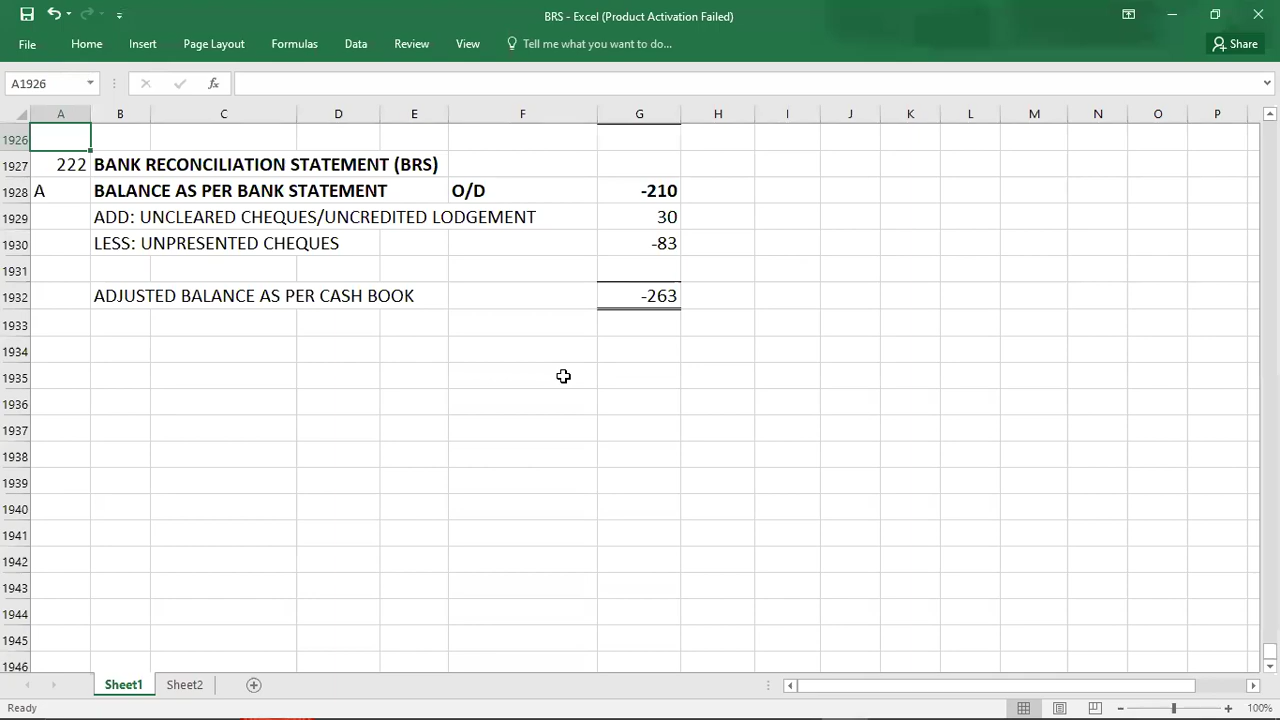 BRS - Excel (Product Activation Failed)
File Home Insert Page Layout Formulas Data Review View Tell me what you want to do... Share
A1926 fx
A B C D E F G H I J K L M N O P
1926
1927 222 BANK RECONCILIATION STATEMENT (BRS)
1928 A BALANCE AS PER BANK STATEMENT O/D -210
1929 ADD: UNCLEARED CHEQUES/UNCREDITED LODGEMENT 30
1930 LESS: UNPRESENTED CHEQUES -83
1931
1932 ADJUSTED BALANCE AS PER CASH BOOK -263
1933
1934
1935
1936
1937
1938
1939
1940
1941
1942
1943
1944
1945
1946
Sheet1 Sheet2
Ready 100%